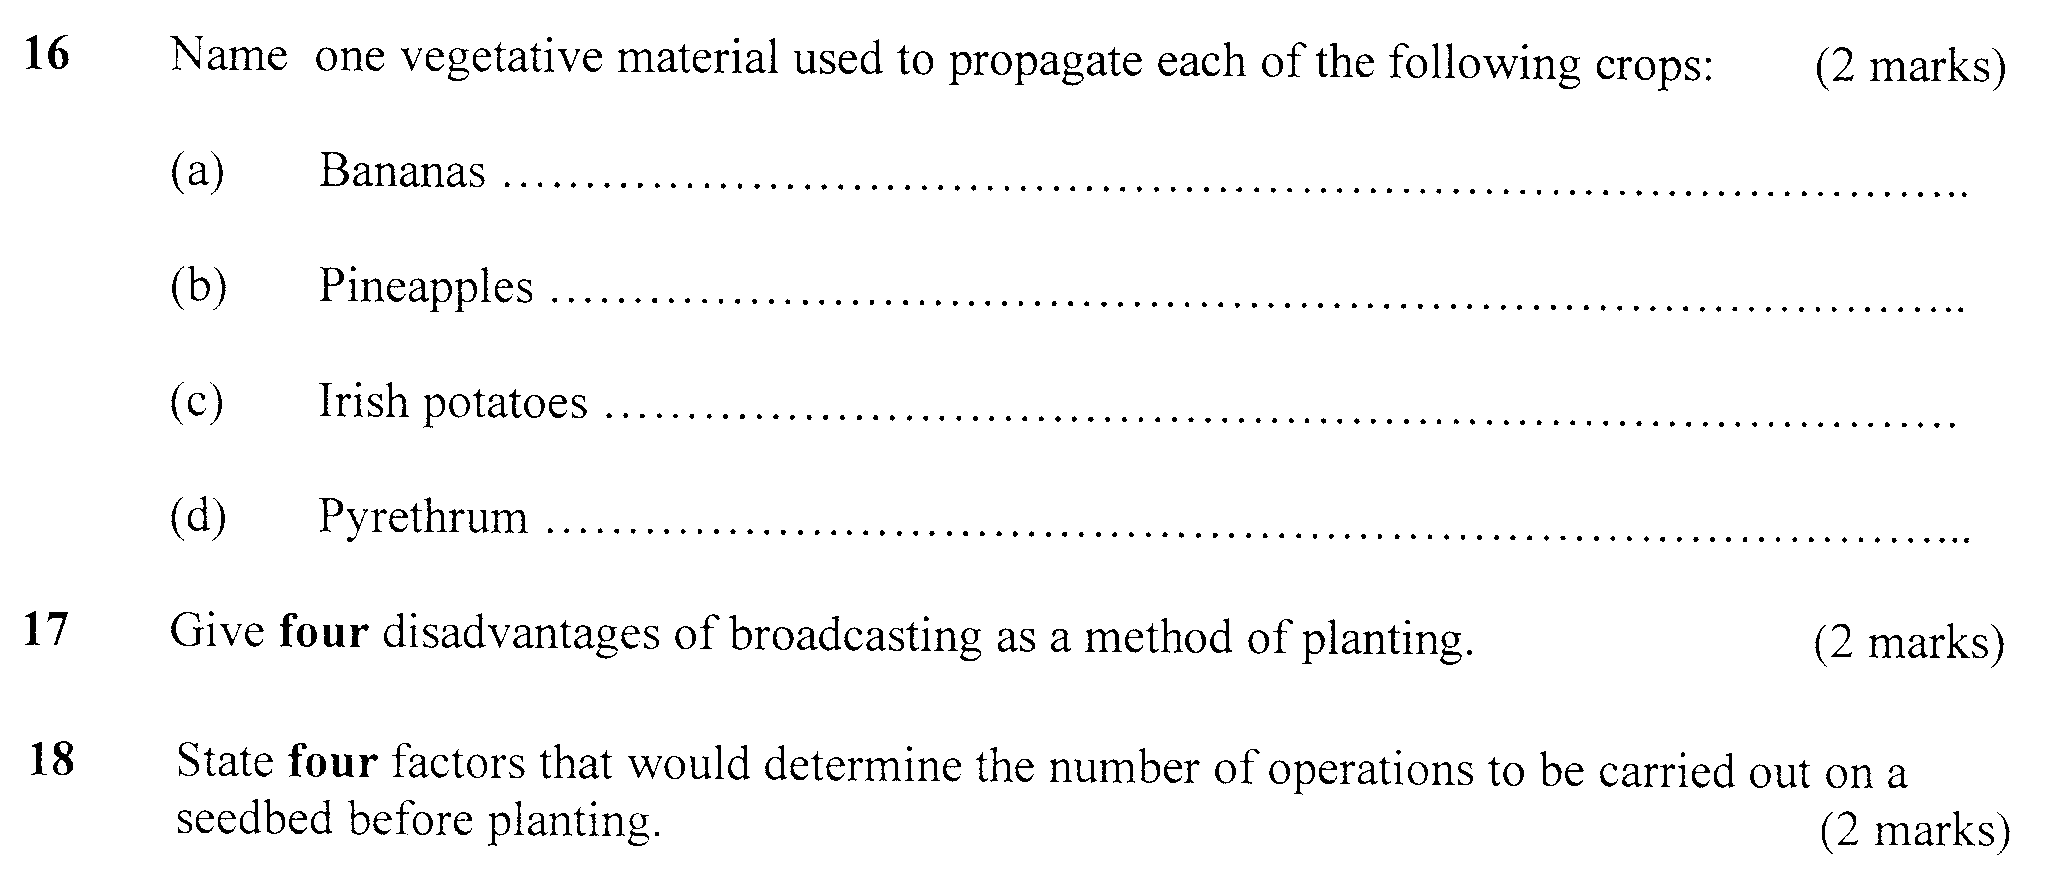 16 Name one vegetative material used to propagate each of the following crops: (2 marks)
(a) Bananas ..........................................................................................
(b) Pineapples .......................................................................................
(c) Irish potatoes ...................................................................................
(d) Pyrethrum ........................................................................................
17 Give four disadvantages of broadcasting as a method of planting. (2 marks)
18 State four factors that would determine the number of operations to be carried out on a
seedbed before planting. (2 marks)